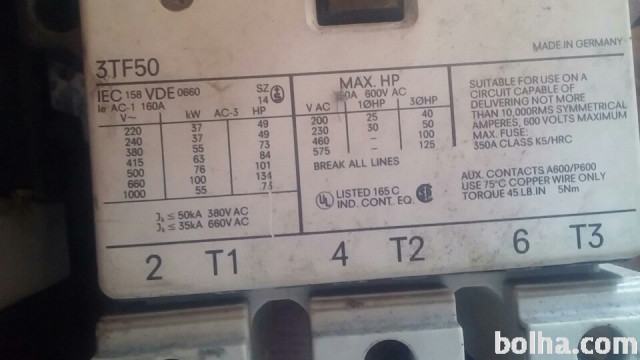 MADE IN GERMANY
3TF50
IEC 158 VDE 0660 SZ
Ie AC-1 160A 14
V~ kW AC-3 HP
220 37 49
240 37 49
380 55 73
415 63 84
500 76 101
660 100 134
1000 55 73
Jk ≤ 50kA 380V AC
Jk ≤ 35kA 660V AC
MAX. HP
0A 600V AC
V AC 1ØHP 3ØHP
200 25 40
230 30 50
460 - 100
575 - 125
BREAK ALL LINES
UL LISTED 165 C
IND. CONT. EQ.
SUITABLE FOR USE ON A
CIRCUIT CAPABLE OF
DELIVERING NOT MORE
THAN 10,000RMS SYMMETRICAL
AMPERES, 600 VOLTS MAXIMUM
MAX. FUSE:
350A CLASS K5/HRC
AUX. CONTACTS A600/P600
USE 75°C COPPER WIRE ONLY
TORQUE 45 LB.IN 5Nm
2 T1 4 T2 6 T3
bolha.com